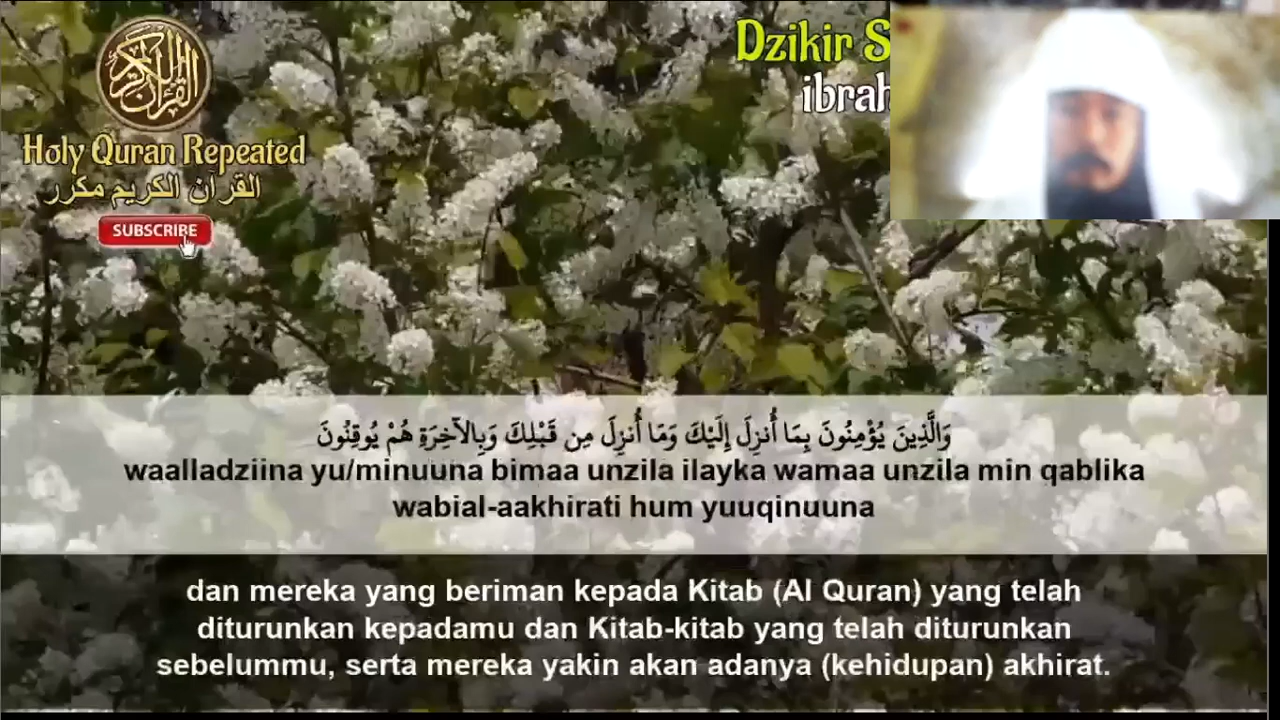 القرآن الكريم
Holy Quran Repeated
القرآن الكريم مكرر
SUBSCRIBE
Dzikir S
ibrah
وَالَّذِينَ يُؤْمِنُونَ بِمَا أُنزِلَ إِلَيْكَ وَمَا أُنزِلَ مِن قَبْلِكَ وَبِالْآخِرَةِ هُمْ يُوقِنُونَ
waalladziina yu/minuuna bimaa unzila ilayka wamaa unzila min qablika
wabial-aakhirati hum yuuqinuuna
dan mereka yang beriman kepada Kitab (Al Quran) yang telah
diturunkan kepadamu dan Kitab-kitab yang telah diturunkan
sebelummu, serta mereka yakin akan adanya (kehidupan) akhirat.